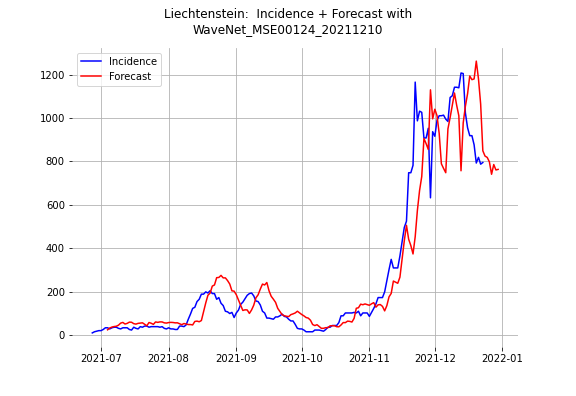 Liechtenstein:  Incidence + Forecast with
WaveNet_MSE00124_20211210
Incidence
Forecast
1200
1000
800
600
400
200
0
2021-07 2021-08 2021-09 2021-10 2021-11 2021-12 2022-01